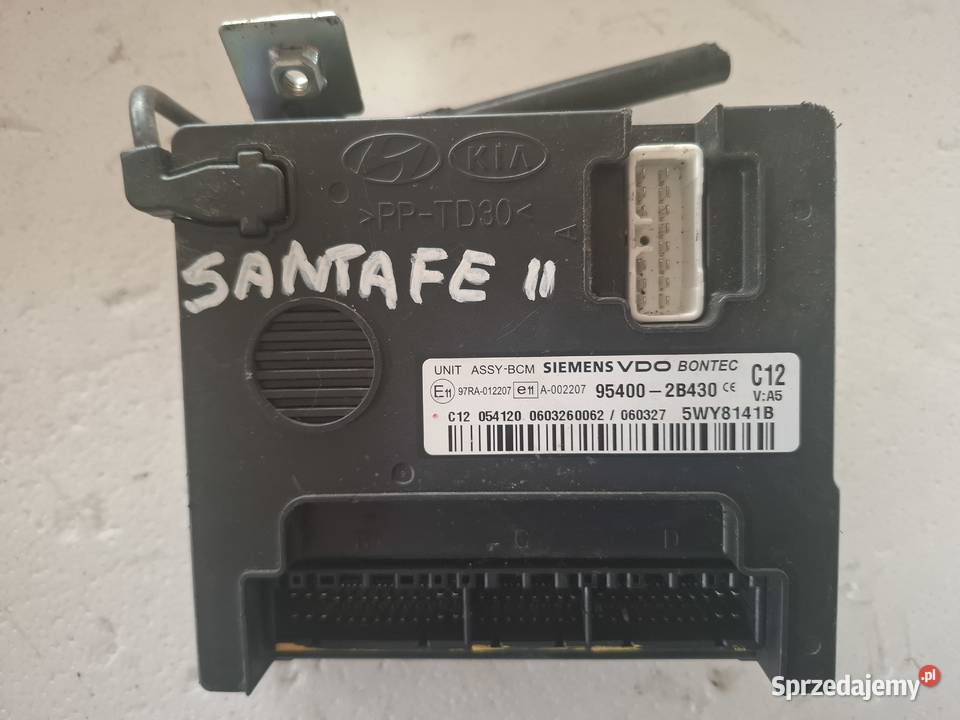 KIA
>PP-TD30<
A
SANTAFE II
UNIT ASSY-BCM SIEMENS VDO BONTEC C12
E11 97RA-012207 e11 A-002207 95400-2B430 CE V:A5
C12 054120 0603260062 / 060327 5WY8141B
C D
Sprzedajemy.pl